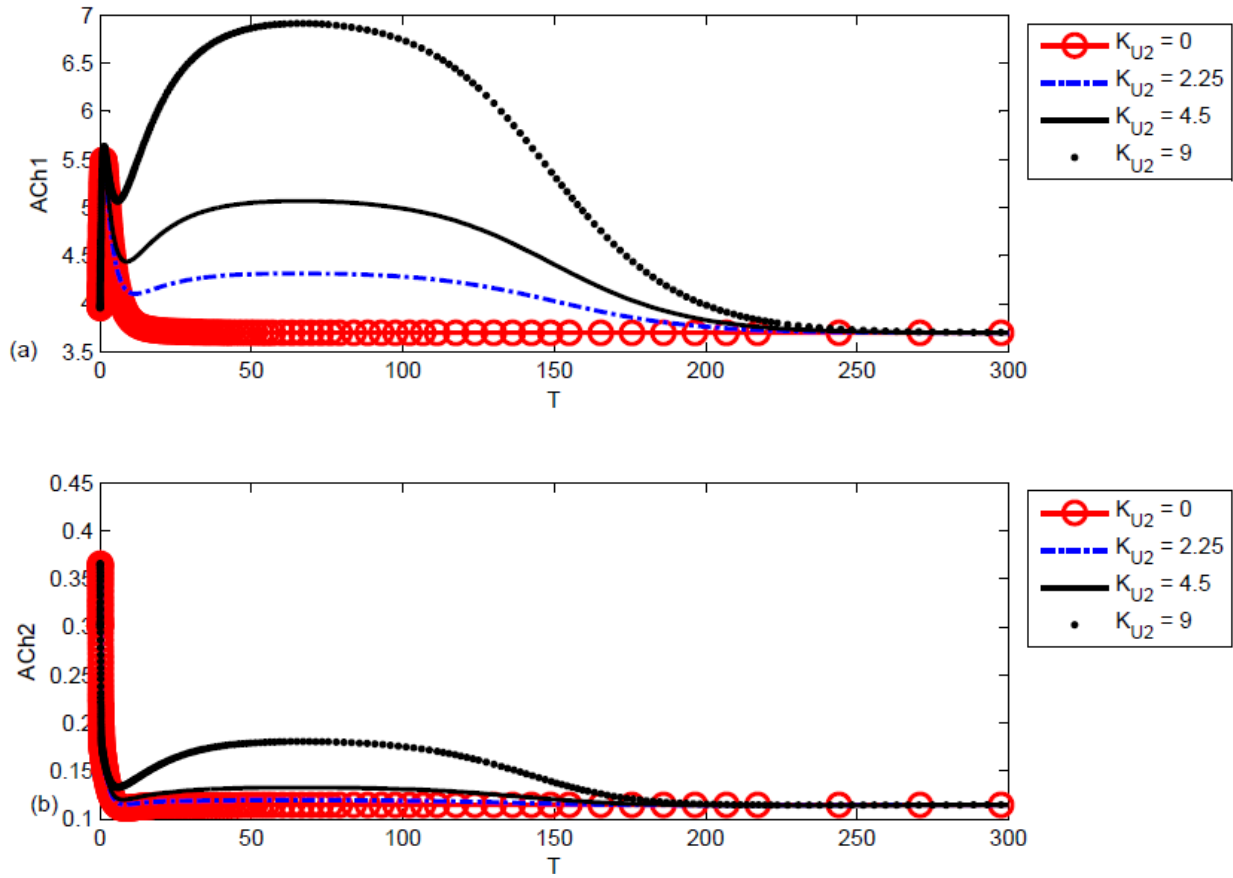 7
6.5
6
5.5
5
4.5
4
3.5
ACh1
(a)
0 50 100 150 200 250 300
T
K_U2 = 0
K_U2 = 2.25
K_U2 = 4.5
K_U2 = 9
0.45
0.4
0.35
0.3
0.25
0.2
0.15
0.1
ACh2
(b)
0 50 100 150 200 250 300
T
K_U2 = 0
K_U2 = 2.25
K_U2 = 4.5
K_U2 = 9